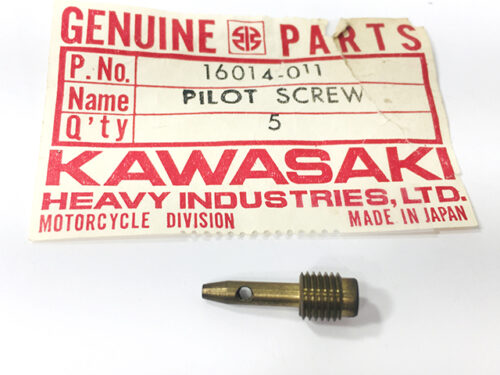 GENUINE PARTS
P.No. 16014-011
Name PILOT SCREW
Q'ty 5
KAWASAKI
HEAVY INDUSTRIES, LTD.
MOTORCYCLE DIVISION MADE IN JAPAN